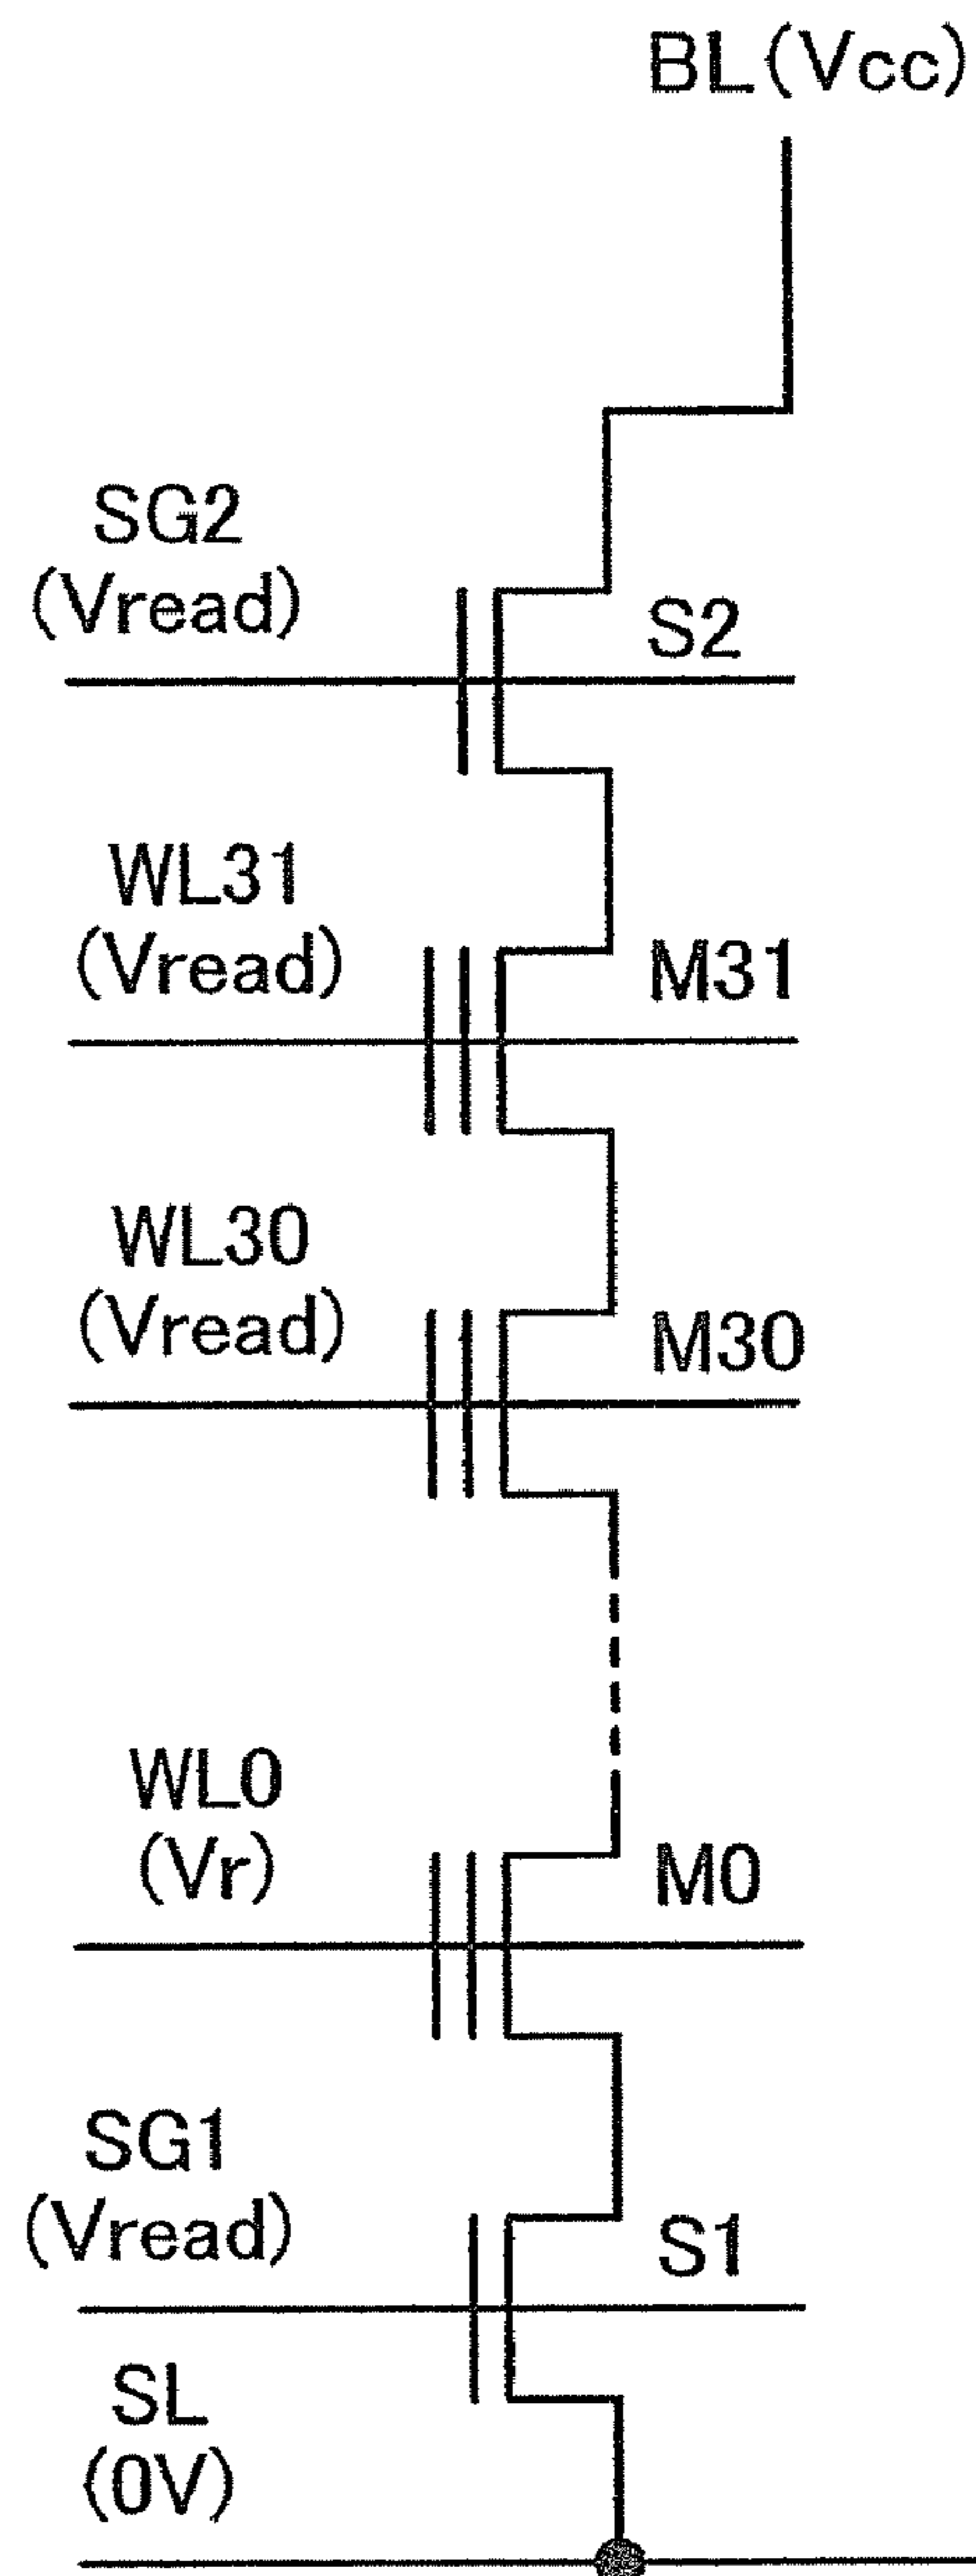 BL(Vcc)
SG2
(Vread)
S2
WL31
(Vread)
M31
WL30
(Vread)
M30
WL0
(Vr)
M0
SG1
(Vread)
S1
SL
(0V)